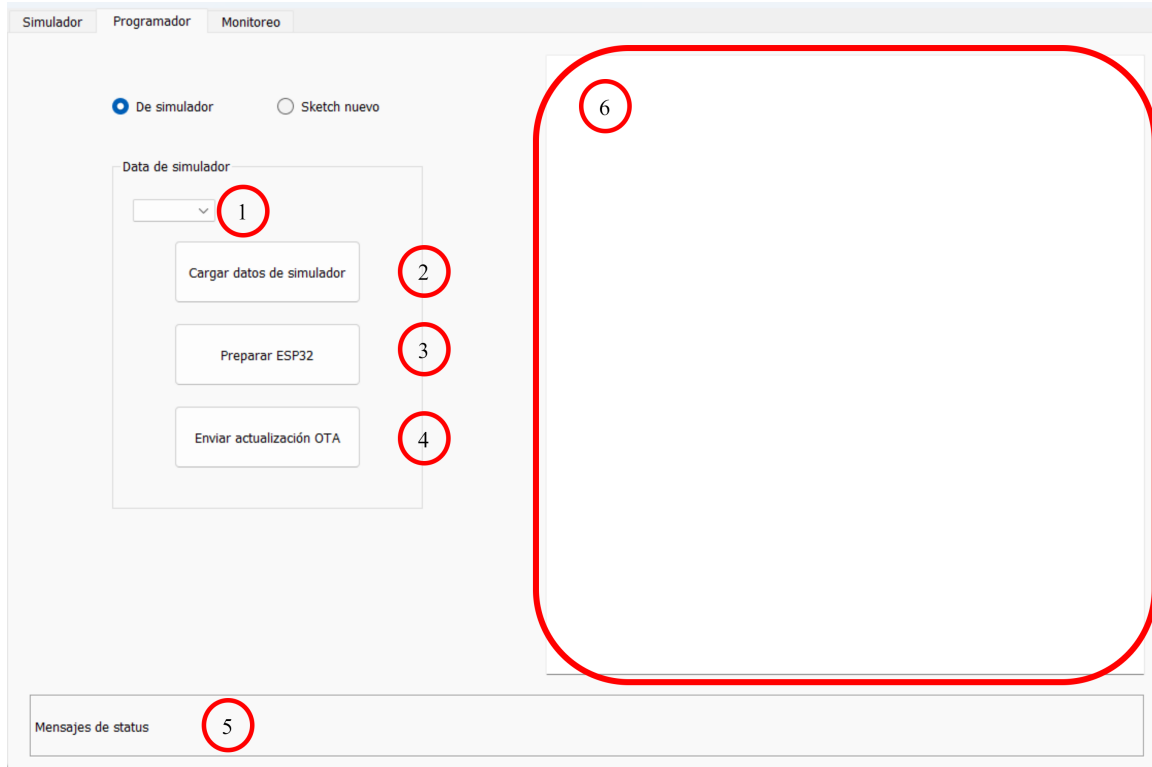 Simulador Programador Monitoreo
6
De simulador Sketch nuevo
Data de simulador
1
Cargar datos de simulador 2
Preparar ESP32 3
Enviar actualización OTA 4
Mensajes de status 5